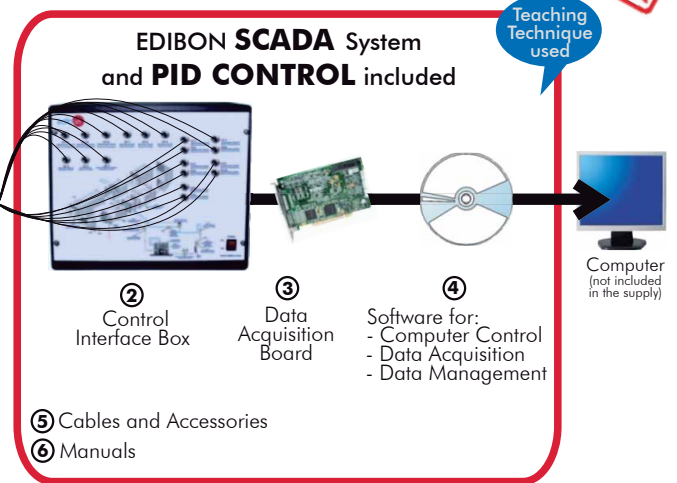 Teaching
Technique
used
EDIBON SCADA System
and PID CONTROL included
② 
Control
Interface Box
③
Data
Acquisition
Board
④
Software for:
- Computer Control
- Data Acquisition
- Data Management
Computer
(not included
in the supply)
⑤ Cables and Accessories
⑥ Manuals